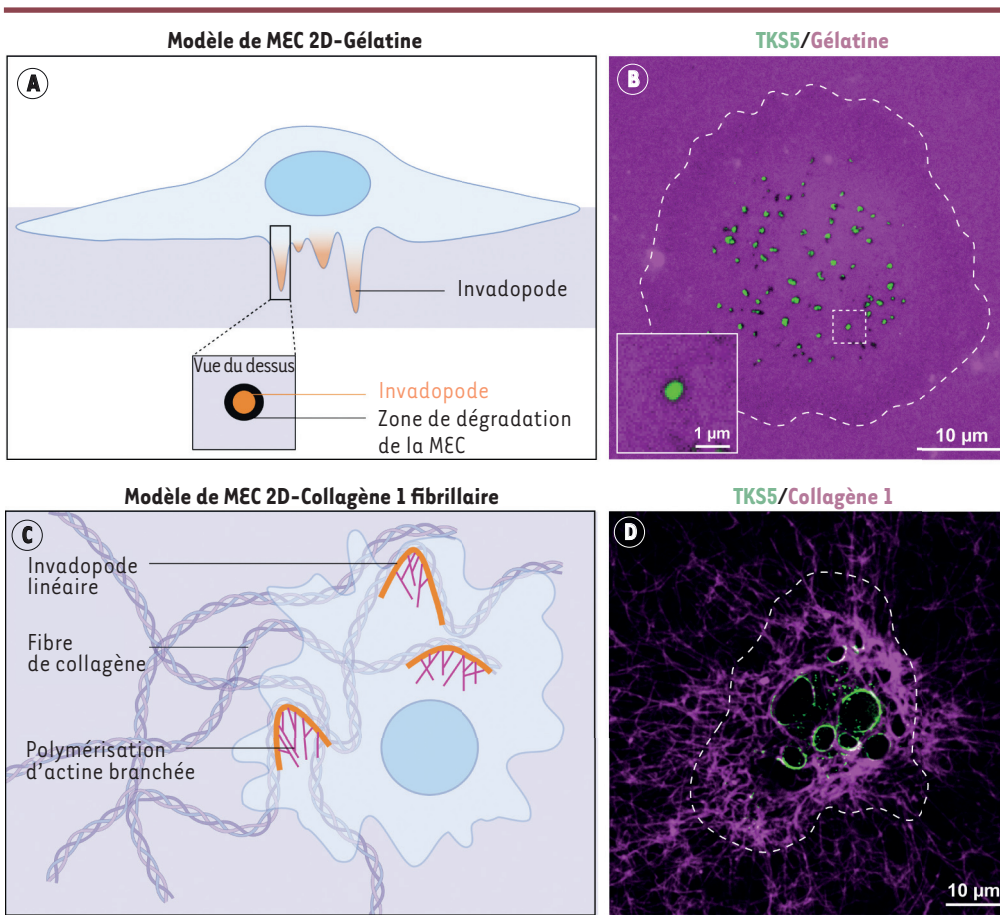 Modèle de MEC 2D-Gélatine
TKS5/Gélatine
A
B
Invadopode
Vue du dessus
Invadopode
Zone de dégradation
de la MEC
1 µm
10 µm
Modèle de MEC 2D-Collagène 1 fibrillaire
TKS5/Collagène 1
C
D
Invadopode
linéaire
Fibre
de collagène
Polymérisation
d'actine branchée
10 µm